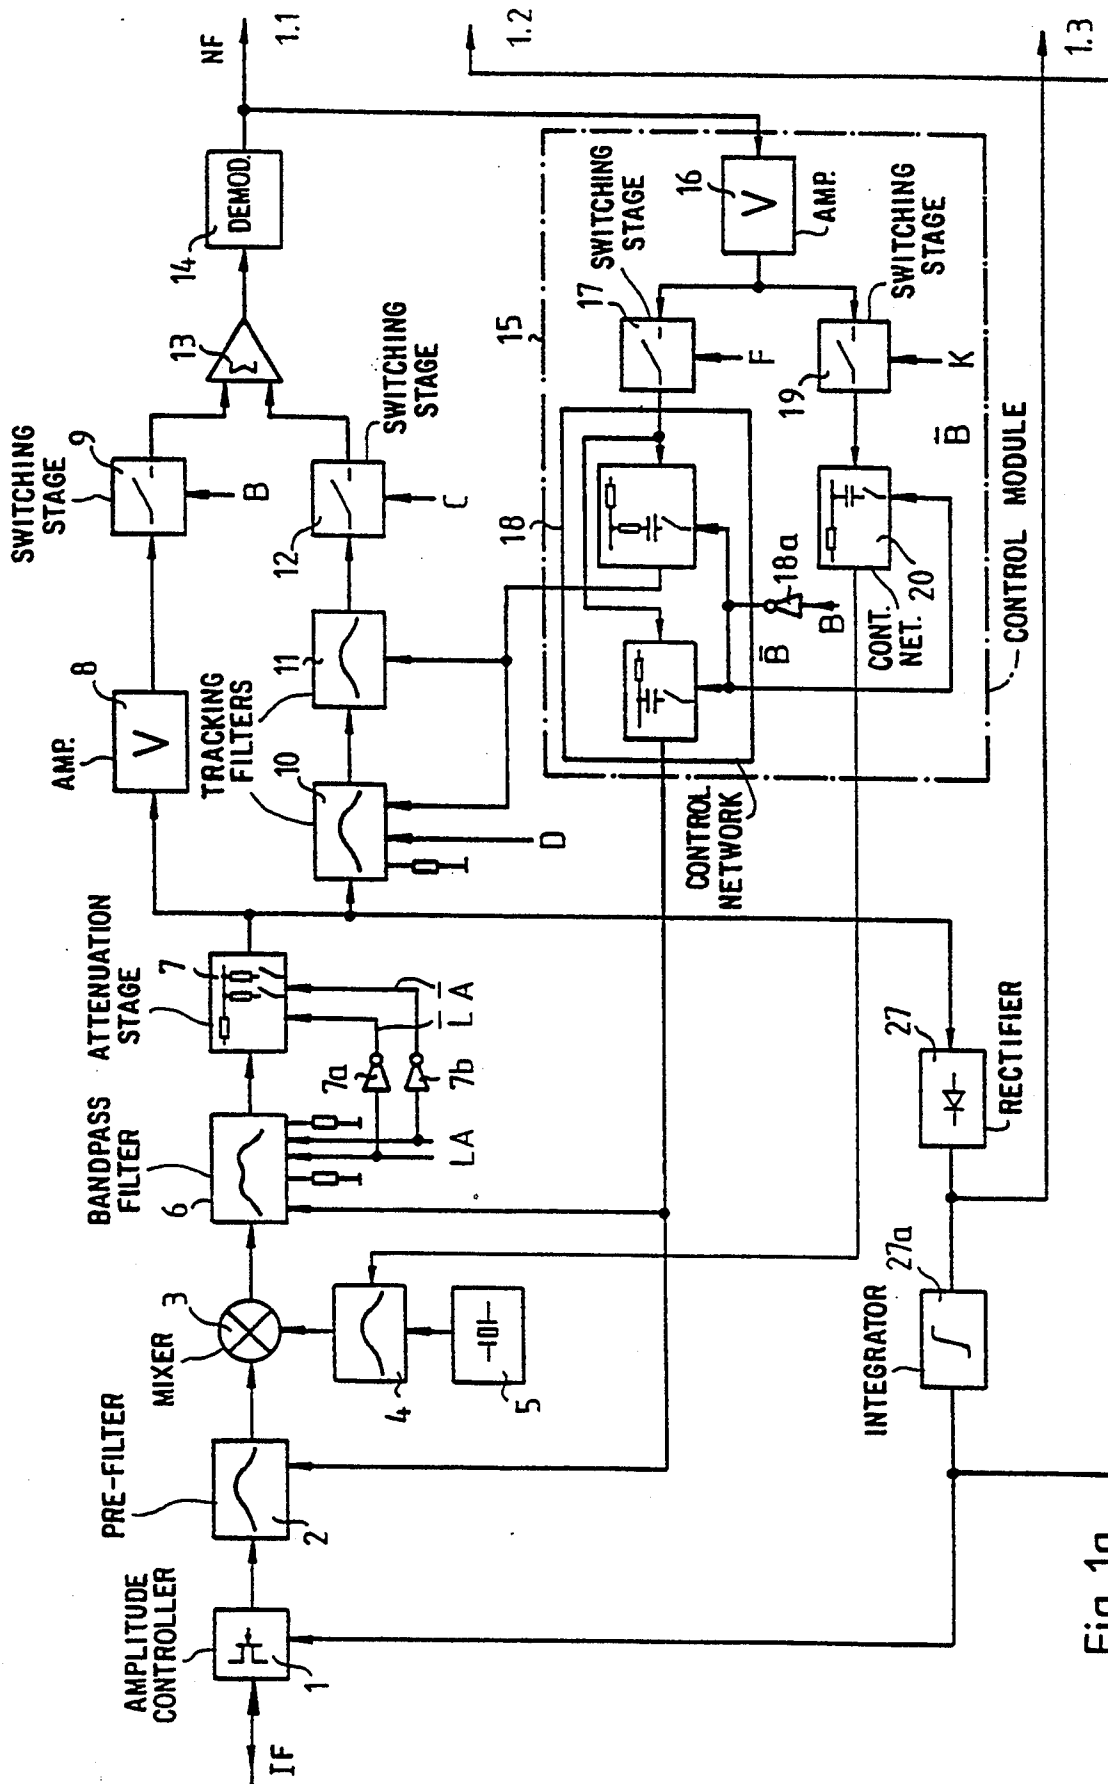 NF
1.1
1.2
1.3
14
DEMOD.
13
Σ
SWITCHING
STAGE
9
B
SWITCHING
STAGE
12
C
AMP.
8
V
TRACKING
FILTERS
10
11
D
ATTENUATION
STAGE
7
L̅ A̅
7a
7b
BANDPASS
FILTER
6
L A
MIXER
3
4
5
PRE-FILTER
2
AMPLITUDE
CONTROLLER
1
IF
15
16
V
AMP.
SWITCHING
STAGE
17
F
SWITCHING
STAGE
19
K
18
18a
B
B̅
B̅
20
CONT.
NET.
CONTROL MODULE
CONTROL
NETWORK
27
RECTIFIER
27a
INTEGRATOR
Fig. 1a